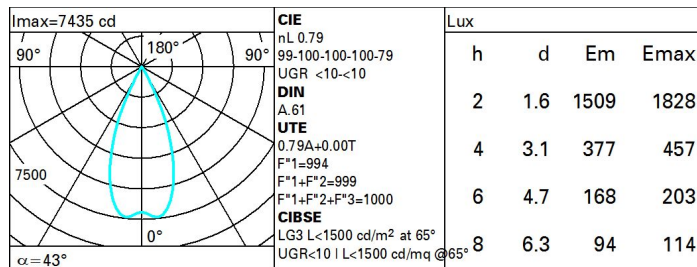 Imax=7435 cd
90°
180°
90°
7500
0°
α=43°
CIE
nL 0.79
99-100-100-100-79
UGR <10-<10
DIN
A.61
UTE
0.79A+0.00T
F"1=994
F"1+F"2=999
F"1+F"2+F"3=1000
CIBSE
LG3 L<1500 cd/m² at 65°
UGR<10 | L<1500 cd/mq @65°
Lux
h d Em Emax
2 1.6 1509 1828
4 3.1 377 457
6 4.7 168 203
8 6.3 94 114